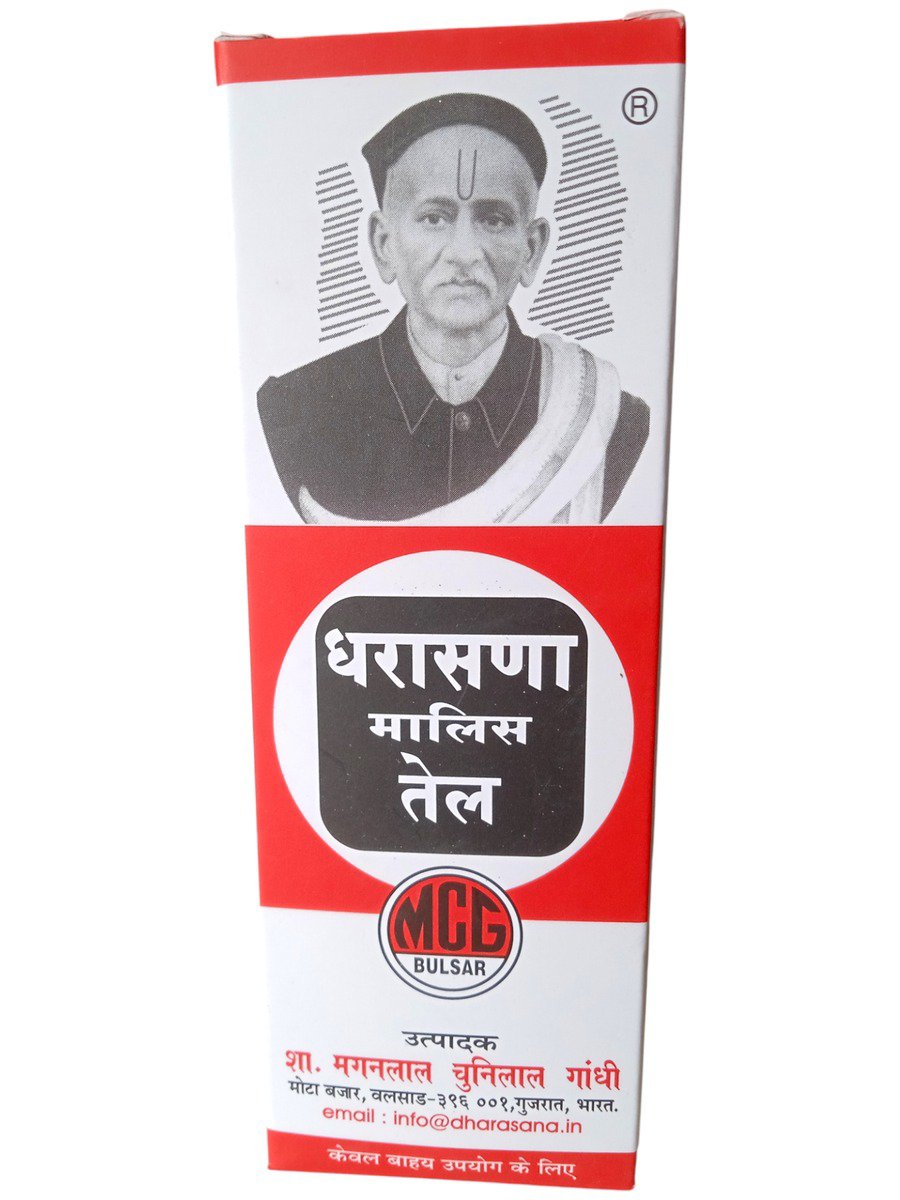 ®
धरासणा
मालिस
तेल
MCG
BULSAR
उत्पादक
शा. मगनलाल चुनिलाल गांधी
मोटा बजार, वलसाड-३९६ ००१,गुजरात, भारत.
email : info@dharasana.in
केवल बाहय उपयोग के लिए